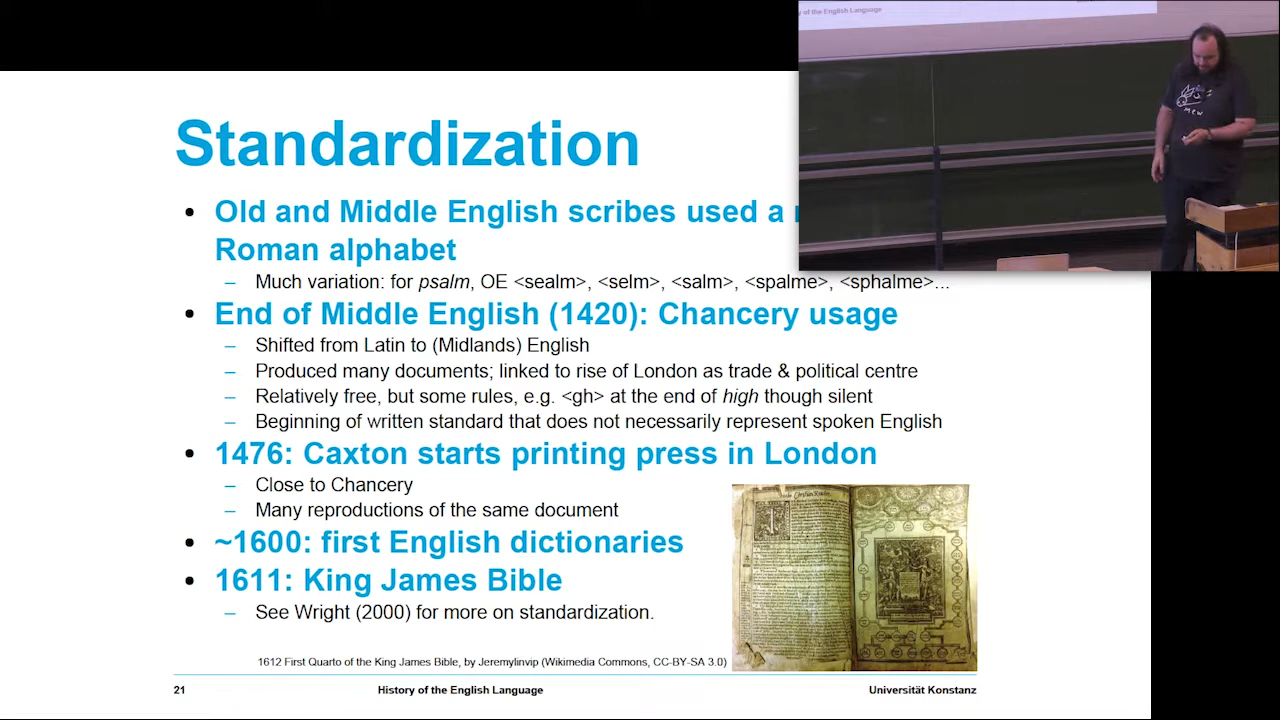 y of the English Language
MEW
Standardization
• Old and Middle English scribes used a
Roman alphabet
– Much variation: for psalm, OE <sealm>, <selm>, <salm>, <spalme>, <sphalme>...
• End of Middle English (1420): Chancery usage
– Shifted from Latin to (Midlands) English
– Produced many documents; linked to rise of London as trade & political centre
– Relatively free, but some rules, e.g. <gh> at the end of high though silent
– Beginning of written standard that does not necessarily represent spoken English
• 1476: Caxton starts printing press in London
– Close to Chancery
– Many reproductions of the same document
• ~1600: first English dictionaries
• 1611: King James Bible
– See Wright (2000) for more on standardization.
1612 First Quarto of the King James Bible, by Jeremylinvip (Wikimedia Commons, CC-BY-SA 3.0)
21 History of the English Language Universität Konstanz